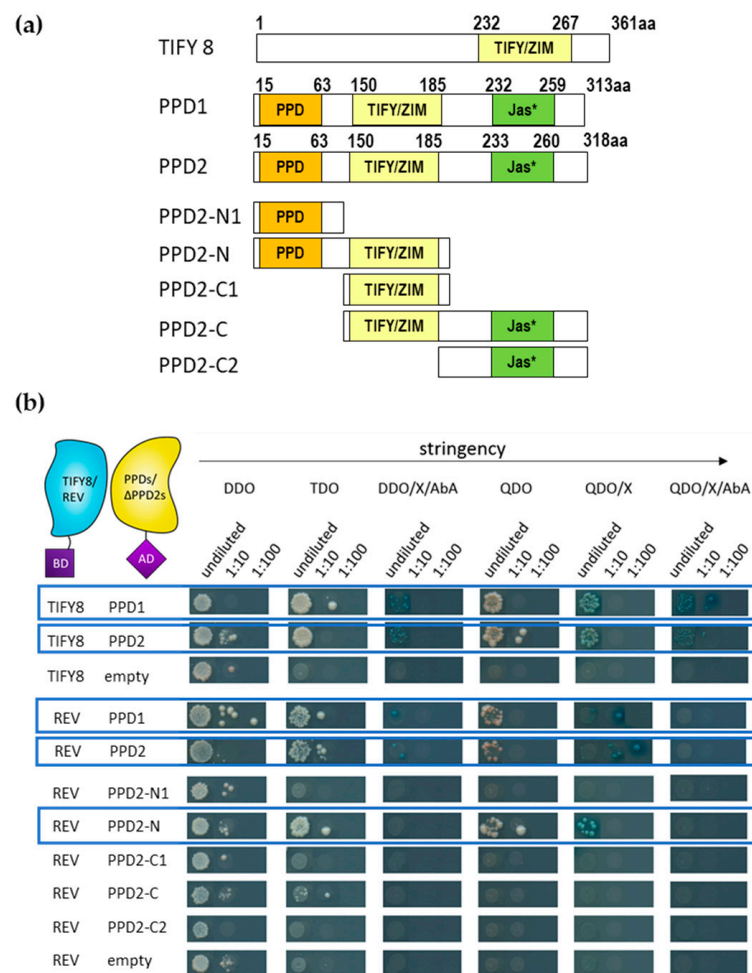 (a)
1 232 267 361aa
TIFY 8 TIFY/ZIM
15 63 150 185 232 259 313aa
PPD1 PPD TIFY/ZIM Jas*
15 63 150 185 233 260 318aa
PPD2 PPD TIFY/ZIM Jas*
PPD2-N1 PPD
PPD2-N PPD TIFY/ZIM
PPD2-C1 TIFY/ZIM
PPD2-C TIFY/ZIM Jas*
PPD2-C2 Jas*
(b)
stringency
TIFY8/
REV
PPDs/
ΔPPD2s
BD AD
DDO TDO DDO/X/AbA QDO QDO/X QDO/X/AbA
undiluted 1:10 1:100 undiluted 1:10 1:100 undiluted 1:10 1:100 undiluted 1:10 1:100 undiluted 1:10 1:100 undiluted 1:10 1:100
TIFY8 PPD1
TIFY8 PPD2
TIFY8 empty
REV PPD1
REV PPD2
REV PPD2-N1
REV PPD2-N
REV PPD2-C1
REV PPD2-C
REV PPD2-C2
REV empty